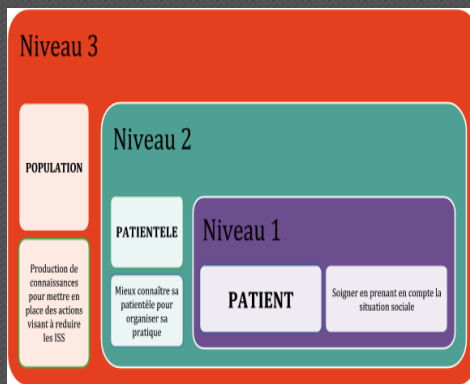 Niveau 3
POPULATION
Production de
connaissances
pour mettre en
place des actions
visant à réduire
les ISS
Niveau 2
PATIENTELE
Mieux connaître sa
patientèle pour
organiser sa
pratique
Niveau 1
PATIENT
Soigner en prenant en compte la
situation sociale